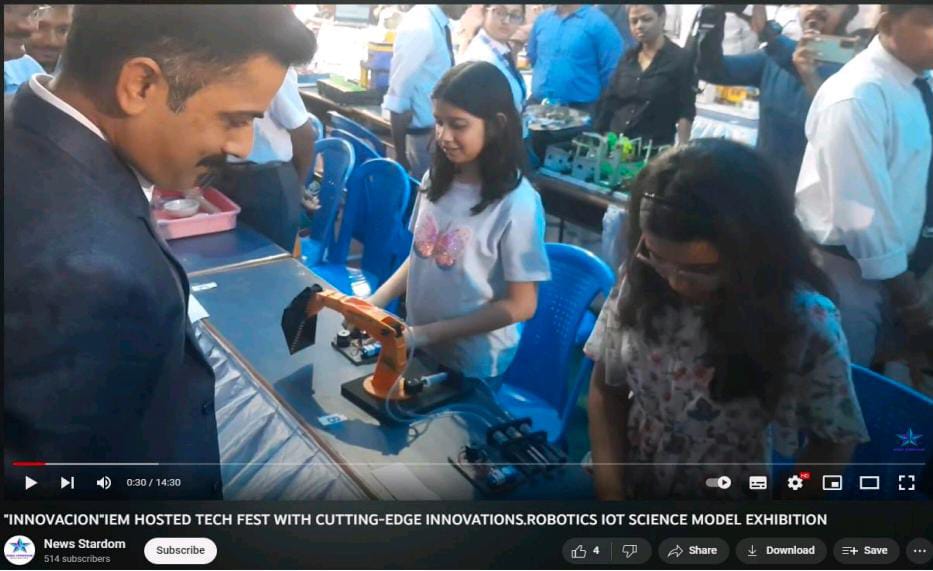 HD
0:30 / 14:30
"INNOVACION"IEM HOSTED TECH FEST WITH CUTTING-EDGE INNOVATIONS.ROBOTICS IOT SCIENCE MODEL EXHIBITION
News Stardom
514 subscribers
Subscribe
4
Share
Download
Save